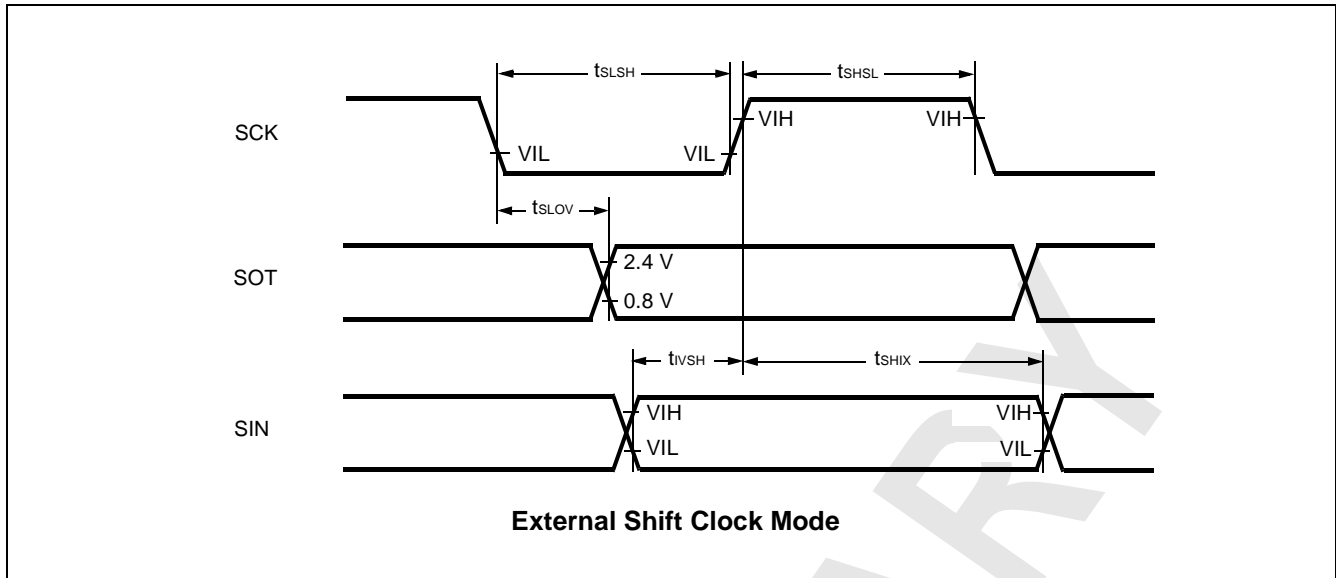 tSLSH tSHSL
SCK
VIH VIH
VIL VIL
tSLOV
SOT
2.4 V
0.8 V
tIVSH tSHIX
SIN
VIH VIH
VIL VIL
External Shift Clock Mode